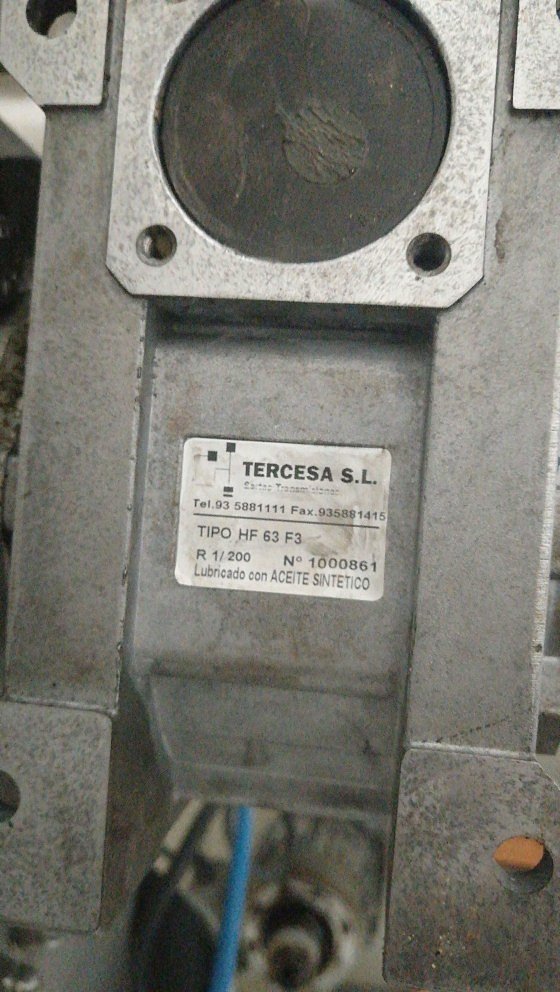 TERCESA S.L.
Tel.93 5881111 Fax.935881415
TIPO HF 63 F3
R 1/200 Nº 1000861
Lubricado con ACEITE SINTETICO